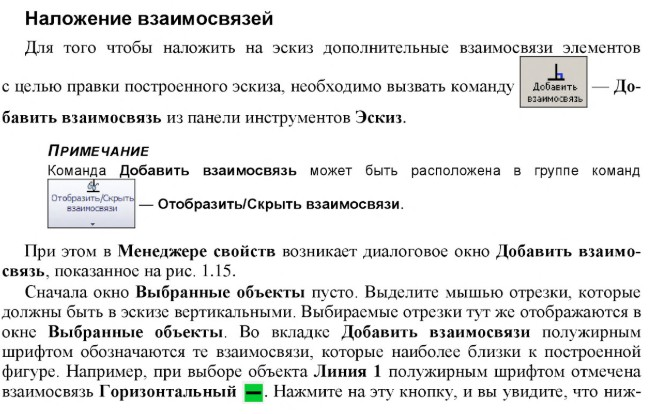 Наложение взаимосвязей
Для того чтобы наложить на эскиз дополнительные взаимосвязи элементов
с целью правки построенного эскиза, необходимо вызвать команду Добавить взаимосвязь — До-
бавить взаимосвязь из панели инструментов Эскиз.
ПРИМЕЧАНИЕ
Команда Добавить взаимосвязь может быть расположена в группе команд
Отобразить/Скрыть взаимосвязи — Отобразить/Скрыть взаимосвязи.
При этом в Менеджере свойств возникает диалоговое окно Добавить взаимо-
связь, показанное на рис. 1.15.
Сначала окно Выбранные объекты пусто. Выделите мышью отрезки, которые
должны быть в эскизе вертикальными. Выбираемые отрезки тут же отображаются в
окне Выбранные объекты. Во вкладке Добавить взаимосвязи полужирным
шрифтом обозначаются те взаимосвязи, которые наиболее близки к построенной
фигуре. Например, при выборе объекта Линия 1 полужирным шрифтом отмечена
взаимосвязь Горизонтальный. Нажмите на эту кнопку, и вы увидите, что ниж-